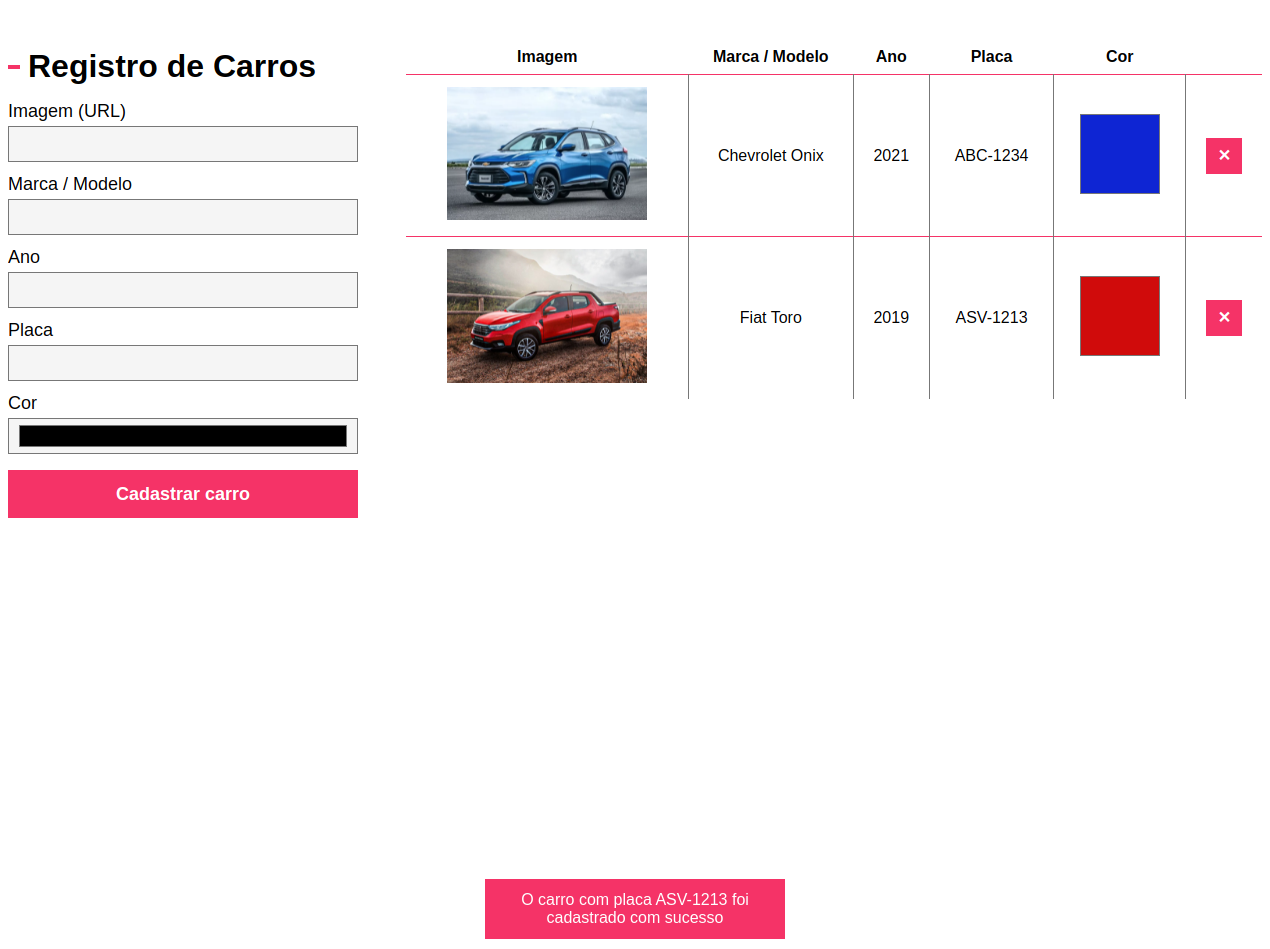 Registro de Carros
Imagem (URL)
Marca / Modelo
Ano
Placa
Cor
Cadastrar carro
Imagem Marca / Modelo Ano Placa Cor
Chevrolet Onix 2021 ABC-1234 ×
Fiat Toro 2019 ASV-1213 ×
O carro com placa ASV-1213 foi
cadastrado com sucesso